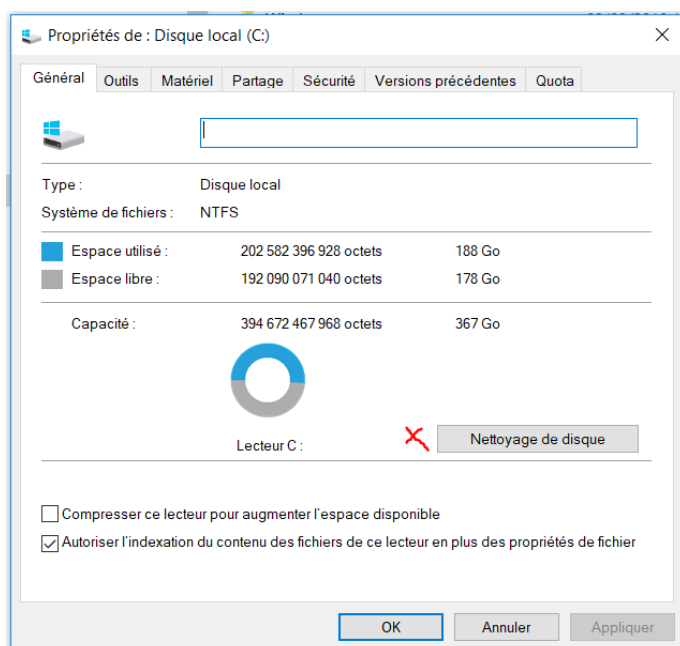 Propriétés de : Disque local (C:)
Général Outils Matériel Partage Sécurité Versions précédentes Quota
Type : Disque local
Système de fichiers : NTFS
Espace utilisé : 202 582 396 928 octets 188 Go
Espace libre : 192 090 071 040 octets 178 Go
Capacité : 394 672 467 968 octets 367 Go
Lecteur C :
Nettoyage de disque
Compresser ce lecteur pour augmenter l'espace disponible
Autoriser l'indexation du contenu des fichiers de ce lecteur en plus des propriétés de fichier
OK Annuler Appliquer